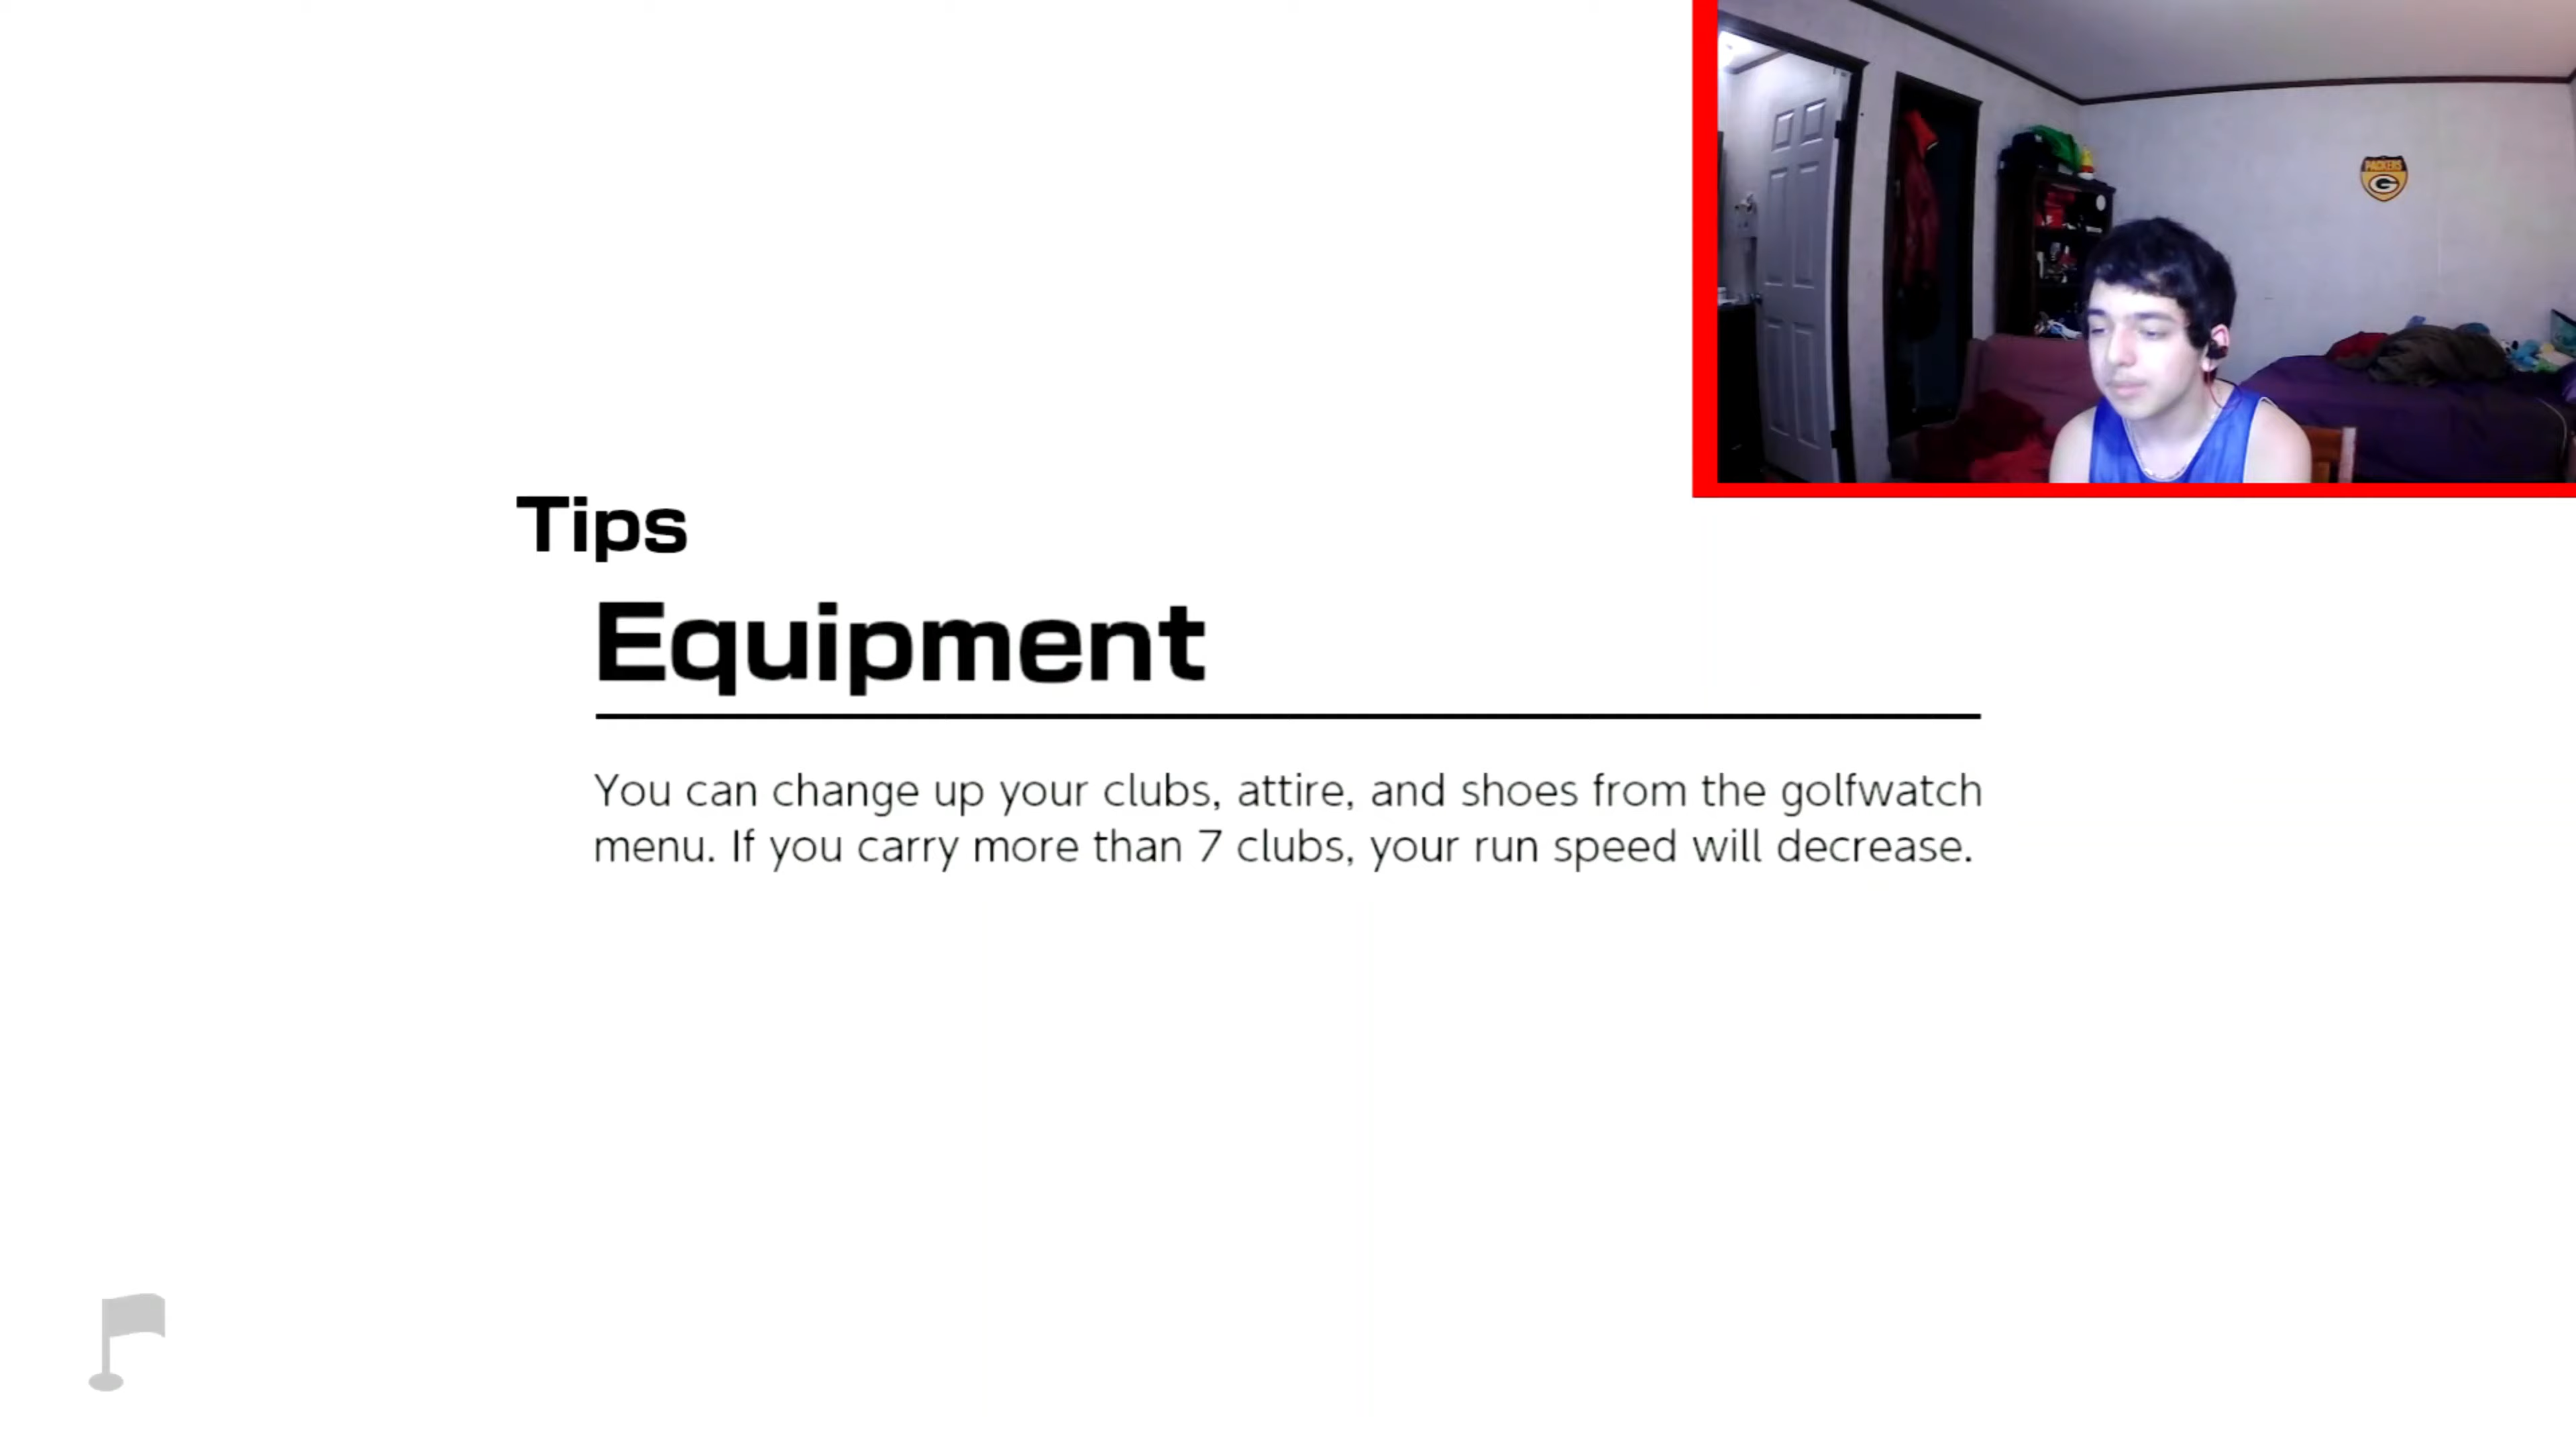 PACKERS
G
Tips
Equipment
You can change up your clubs, attire, and shoes from the golfwatch
menu. If you carry more than 7 clubs, your run speed will decrease.